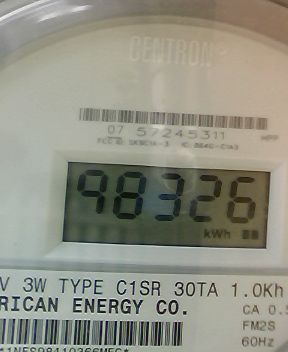 CENTRON
07 57245311
98326
kWh
V 3W TYPE C1SR 30TA 1.0Kh
RICAN ENERGY CO.
CA 0.5
FM2S
60Hz